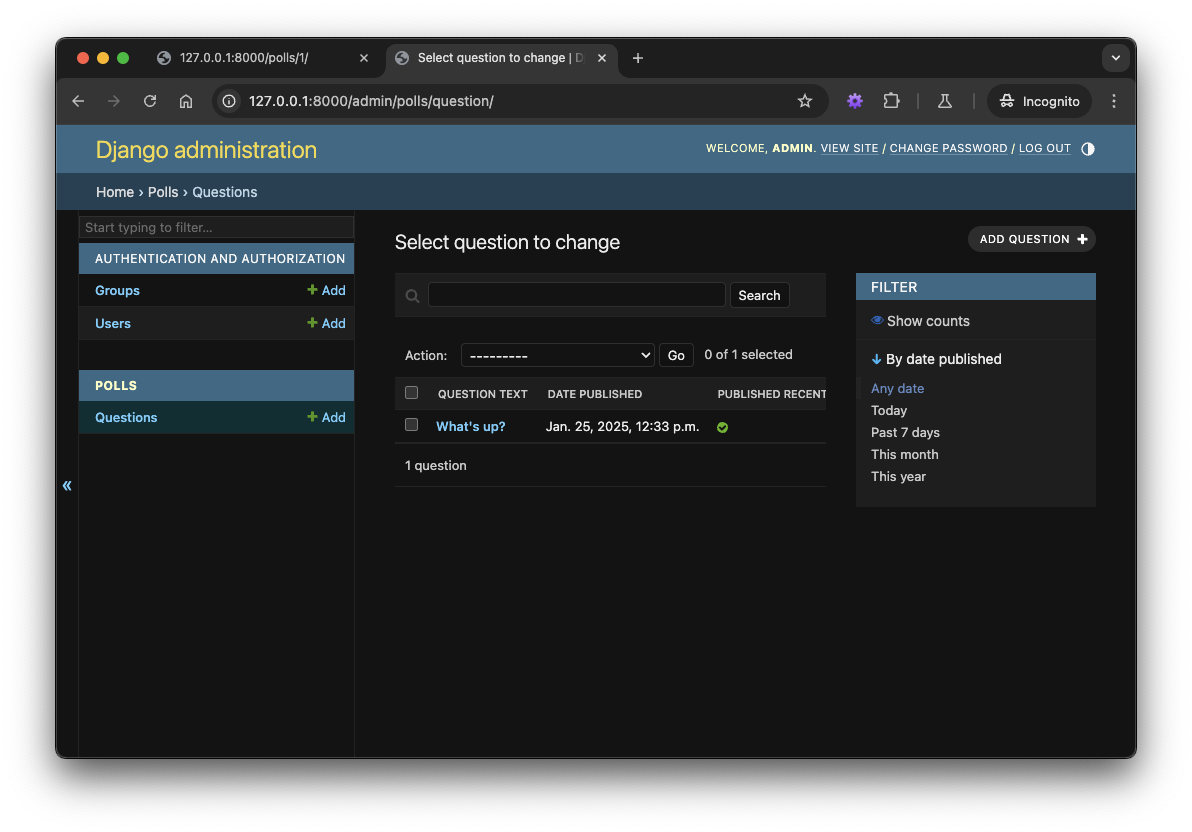 127.0.0.1:8000/polls/1/
Select question to change | D
127.0.0.1:8000/admin/polls/question/
Incognito
Django administration
WELCOME, ADMIN. VIEW SITE / CHANGE PASSWORD / LOG OUT
Home › Polls › Questions
Start typing to filter...
AUTHENTICATION AND AUTHORIZATION
Groups + Add
Users + Add
POLLS
Questions + Add
«
Select question to change
ADD QUESTION +
Search
Action: --------- Go 0 of 1 selected
QUESTION TEXT DATE PUBLISHED PUBLISHED RECENT
What's up? Jan. 25, 2025, 12:33 p.m.
1 question
FILTER
Show counts
↓ By date published
Any date
Today
Past 7 days
This month
This year